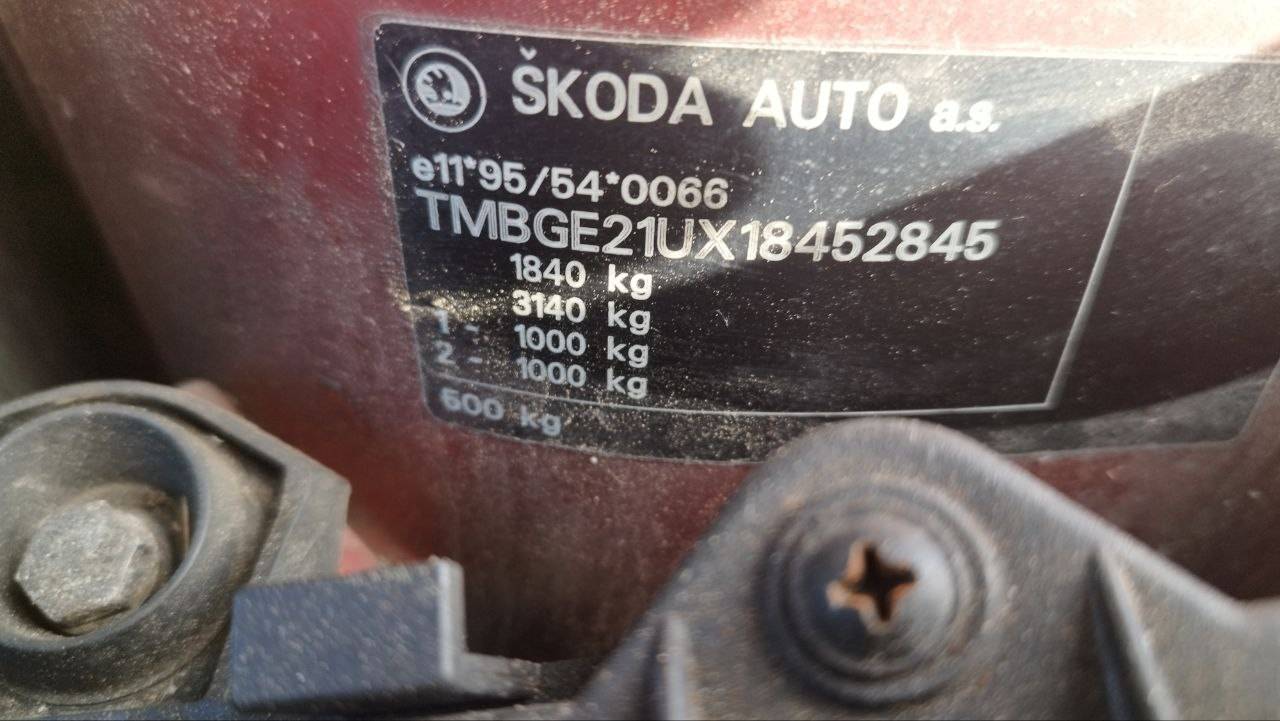 ŠKODA AUTO a.s.
e11*95/54*0066
TMBGE21UX18452845
1840 kg
3140 kg
1 - 1000 kg
2 - 1000 kg
600 kg